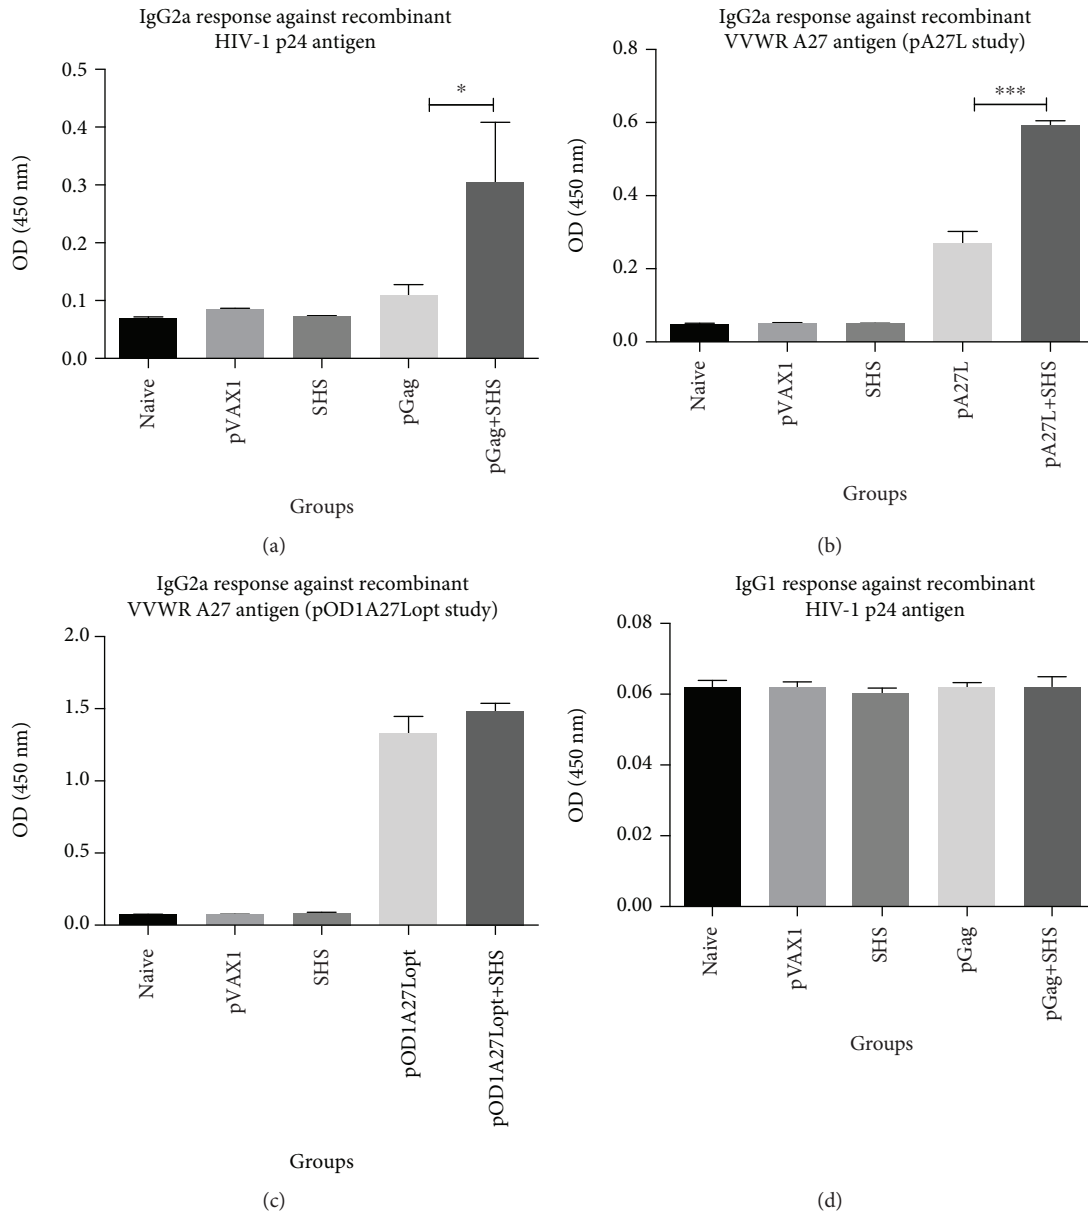 IgG2a response against recombinant
HIV-1 p24 antigen
OD (450 nm)
0.5
0.4
0.3
0.2
0.1
0.0
*
Naive
pVAX1
SHS
pGag
pGag+SHS
Groups
(a)
IgG2a response against recombinant
VVWR A27 antigen (pA27L study)
OD (450 nm)
0.8
0.6
0.4
0.2
0.0
***
Naive
pVAX1
SHS
pA27L
pA27L+SHS
Groups
(b)
IgG2a response against recombinant
VVWR A27 antigen (pOD1A27Lopt study)
OD (450 nm)
2.0
1.5
1.0
0.5
0.0
Naive
pVAX1
SHS
pOD1A27Lopt
pOD1A27Lopt+SHS
Groups
(c)
IgG1 response against recombinant
HIV-1 p24 antigen
OD (450 nm)
0.08
0.06
0.04
0.02
0.00
Naive
pVAX1
SHS
pGag
pGag+SHS
Groups
(d)